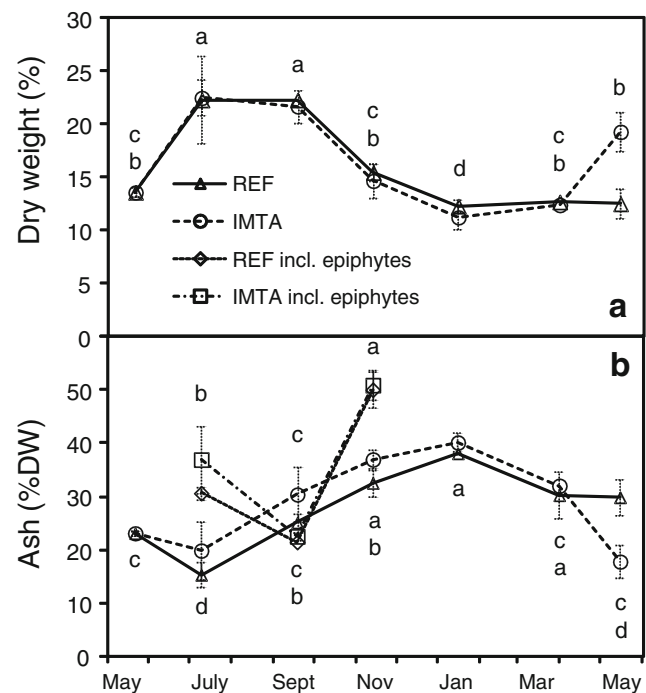 30
a
a
25
b
c
b
20
c
b
d
c
b
Dry weight (%)
15
REF
10
IMTA
REF incl. epiphytes
5
IMTA incl. epiphytes
a
0
a
b
50
b
c
40
Ash (%DW)
30
a
a
b
20
c
c
a
c
b
c
d
10
d
0
May July Sept Nov Jan Mar May